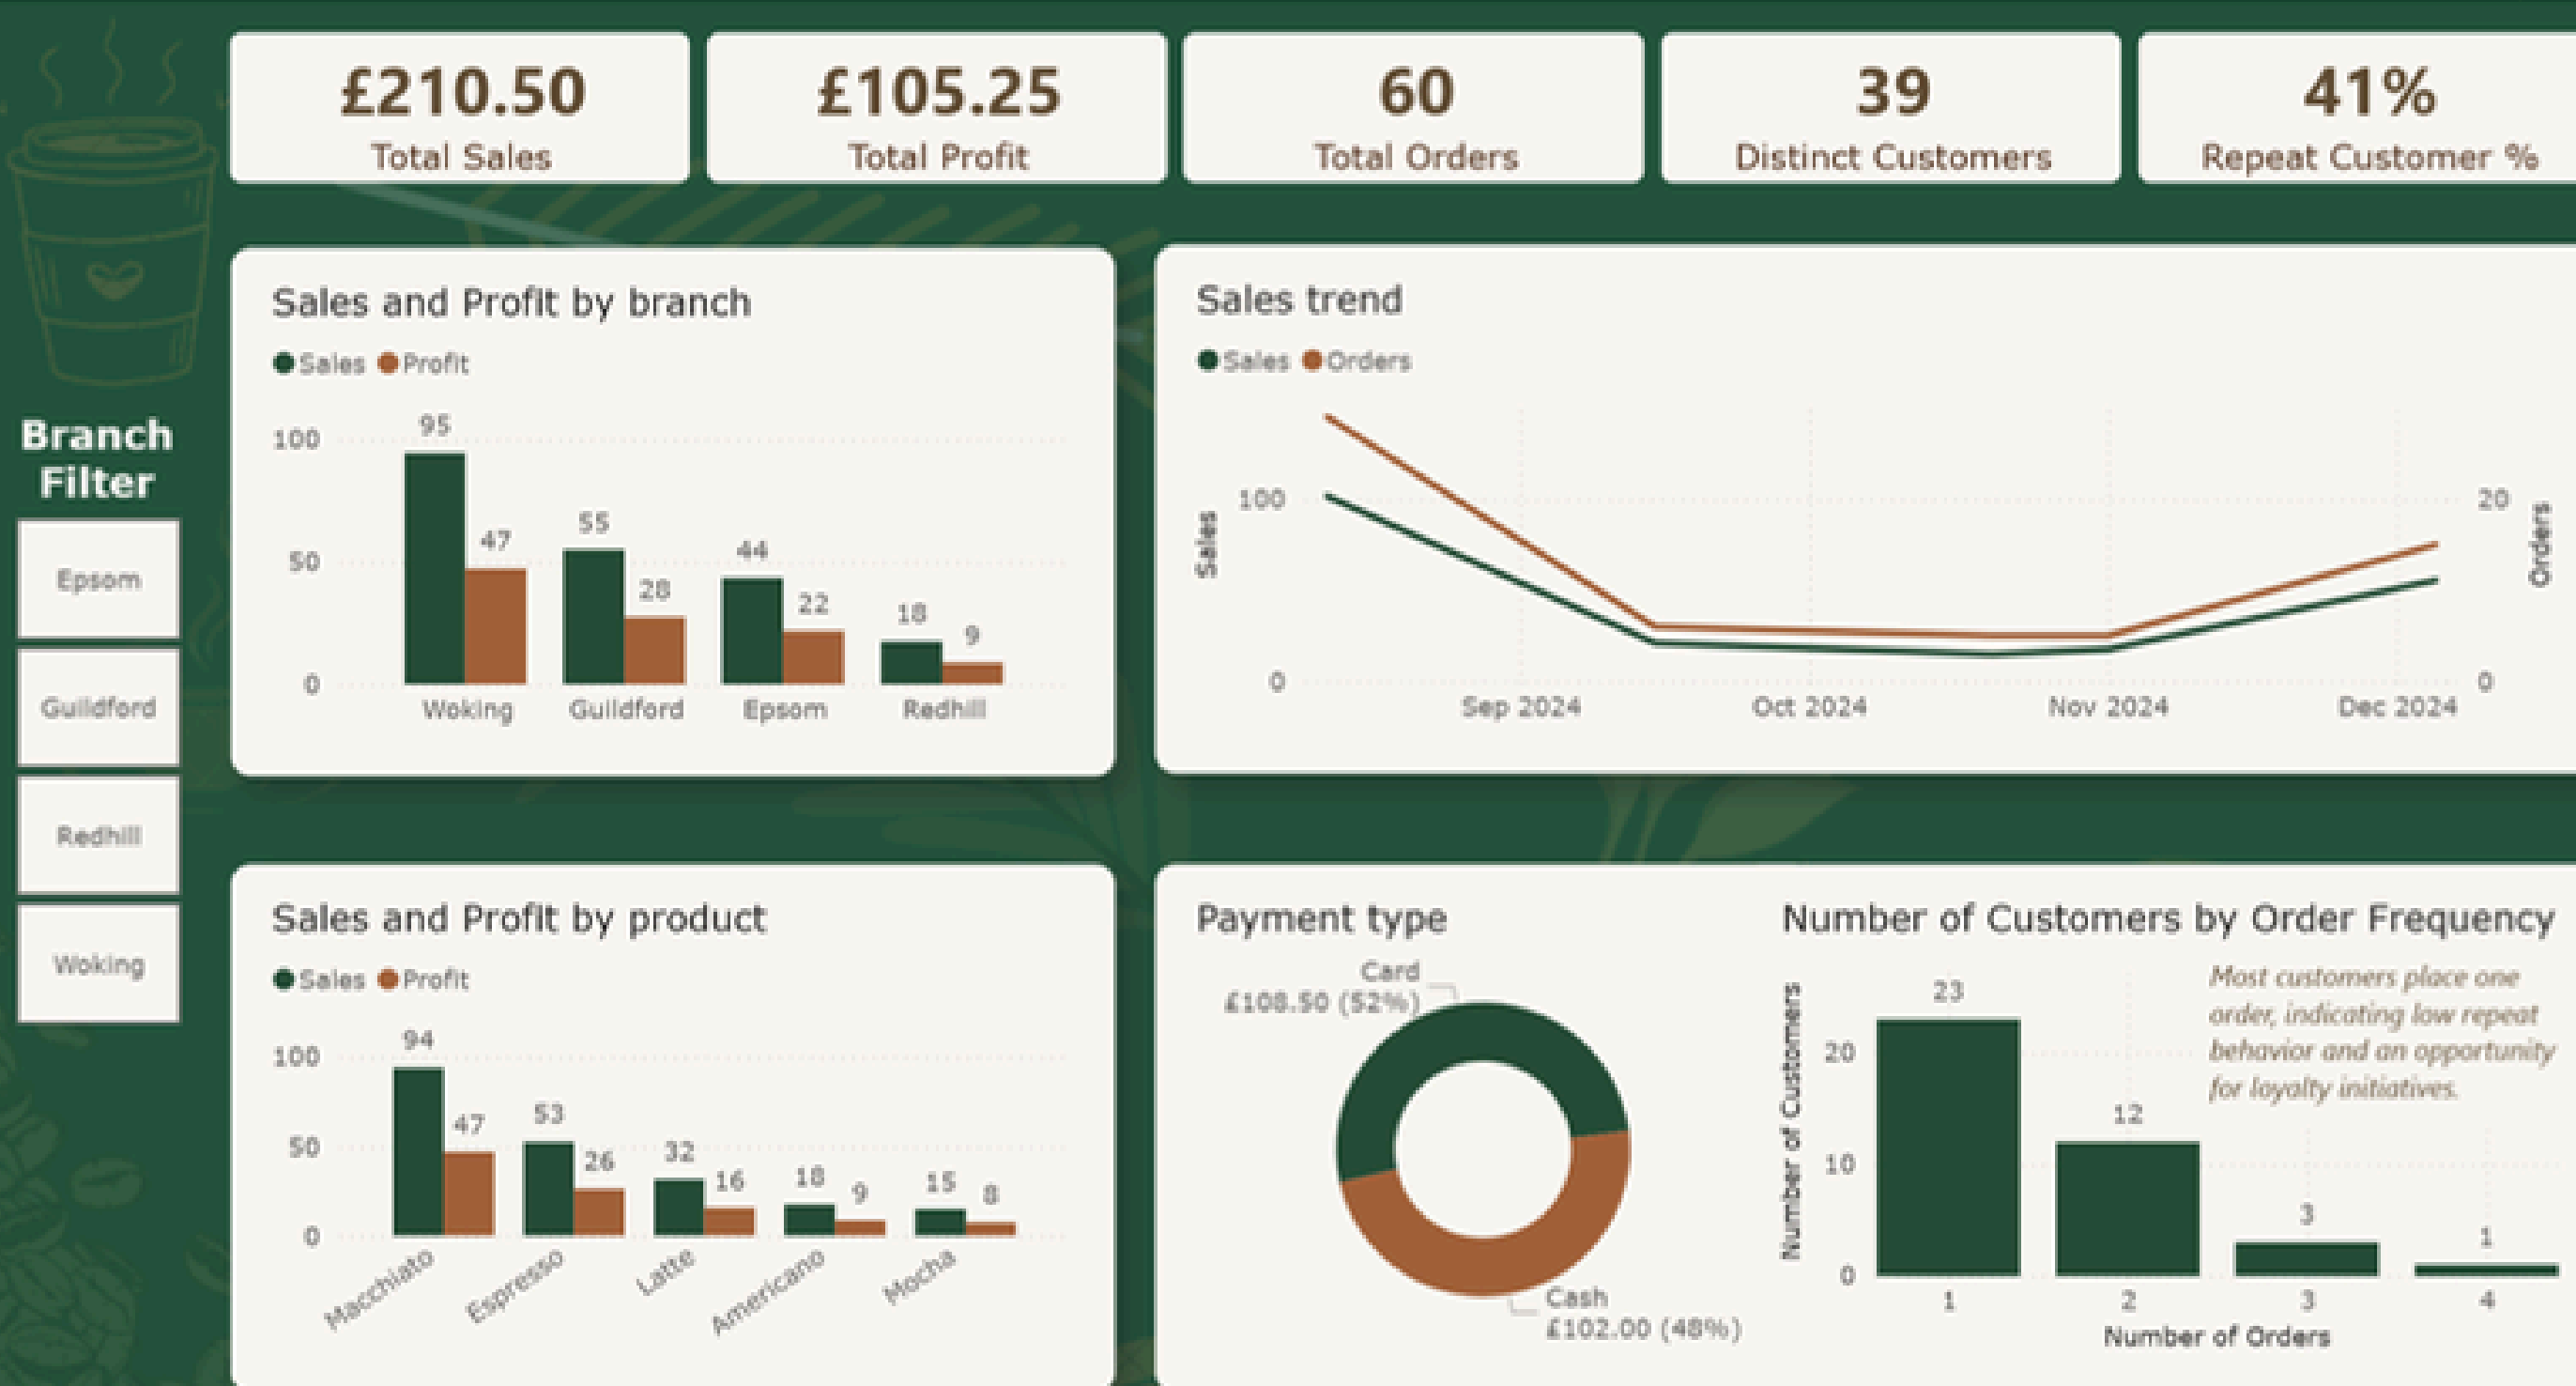 £210.50
Total Sales
£105.25
Total Profit
60
Total Orders
39
Distinct Customers
41%
Repeat Customer %
Branch
Filter
Epsom
Guildford
Redhill
Woking
Sales and Profit by branch
Sales Profit
100
50
0
95
47
55
28
44
22
18
9
Woking Guildford Epsom Redhill
Sales trend
Sales Orders
Sales
100
0
20
0
Orders
Sep 2024 Oct 2024 Nov 2024 Dec 2024
Sales and Profit by product
Sales Profit
100
50
0
94
47
53
26
32
16
18
9
15
8
Macchiato Espresso Latte Americano Mocha
Payment type
Card
£108.50 (52%)
Cash
£102.00 (48%)
Number of Customers by Order Frequency
Most customers place one
order, indicating low repeat
behavior and an opportunity
for loyalty initiatives.
Number of Customers
20
10
0
23
12
3
1
1 2 3 4
Number of Orders